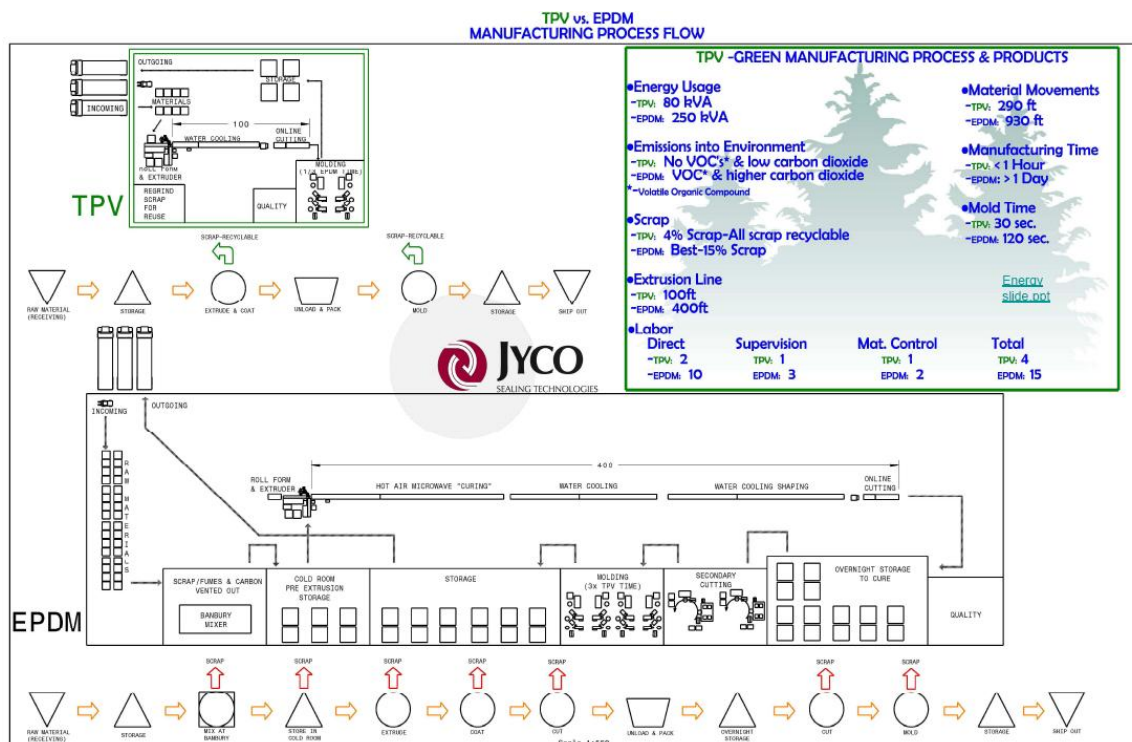 TPV vs. EPDM
MANUFACTURING PROCESS FLOW
OUTGOING
STORAGE
INCOMING
MATERIALS
100
WATER COOLING
ONLINE
CUTTING
ROLL FORM
& EXTRUDER
MOLDING
(1/3 EPDM TIME)
REGRIND
SCRAP
FOR
REUSE
QUALITY
TPV
SCRAP-RECYCLABLE
SCRAP-RECYCLABLE
RAW MATERIAL
(RECEIVING)
STORAGE
EXTRUDE & COAT
UNLOAD & PACK
MOLD
STORAGE
SHIP OUT
TPV -GREEN MANUFACTURING PROCESS & PRODUCTS
•Energy Usage
-TPV: 80 kVA
-EPDM: 250 kVA
•Emissions into Environment
-TPV: No VOC's* & low carbon dioxide
-EPDM: VOC* & higher carbon dioxide
*-Volatile Organic Compound
•Scrap
-TPV: 4% Scrap-All scrap recyclable
-EPDM: Best-15% Scrap
•Extrusion Line
-TPV: 100ft
-EPDM: 400ft
•Material Movements
-TPV: 290 ft
-EPDM: 930 ft
•Manufacturing Time
-TPV: <1 Hour
-EPDM: >1 Day
•Mold Time
-TPV: 30 sec.
-EPDM: 120 sec.
Energy
slide ppt
•Labor
Direct Supervision Mat. Control Total
-TPV: 2 TPV: 1 TPV: 1 TPV: 4
-EPDM: 10 EPDM: 3 EPDM: 2 EPDM: 15
JYCO
SEALING TECHNOLOGIES
INCOMING
OUTGOING
RAW MATERIALS
400
ROLL FORM
& EXTRUDER
HOT AIR MICROWAVE "CURING"
WATER COOLING
WATER COOLING SHAPING
ONLINE
CUTTING
SCRAP/FUMES & CARBON
VENTED OUT
BANBURY
MIXER
COLD ROOM
PRE EXTRUSION
STORAGE
STORAGE
MOLDING
(3x TPV TIME)
SECONDARY
CUTTING
OVERNIGHT STORAGE
TO CURE
QUALITY
EPDM
SCRAP
SCRAP
SCRAP
SCRAP
SCRAP
SCRAP
SCRAP
RAW MATERIAL
(RECEIVING)
STORAGE
MIX AT
BANBURY
STORE IN
COLD ROOM
EXTRUDE
COAT
CUT
UNLOAD & PACK
OVERNIGHT
STORAGE
CUT
MOLD
STORAGE
SHIP OUT